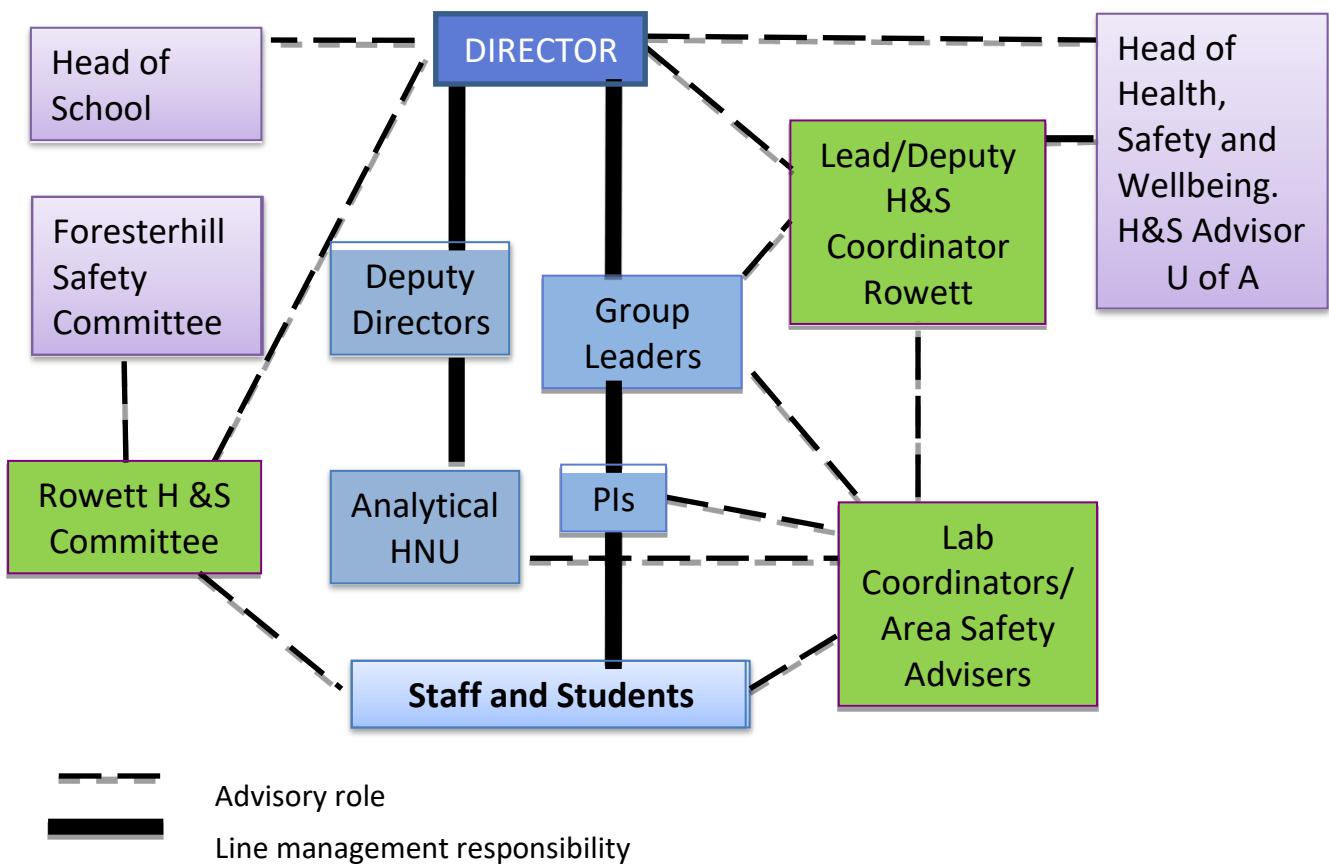 DIRECTOR
Head of
School
Head of
Health,
Safety and
Wellbeing.
H&S Advisor
U of A
Lead/Deputy
H&S
Coordinator
Rowett
Foresterhill
Safety
Committee
Deputy
Directors
Group
Leaders
Rowett H &S
Committee
Analytical
HNU
PIs
Lab
Coordinators/
Area Safety
Advisers
Staff and Students
Advisory role
Line management responsibility